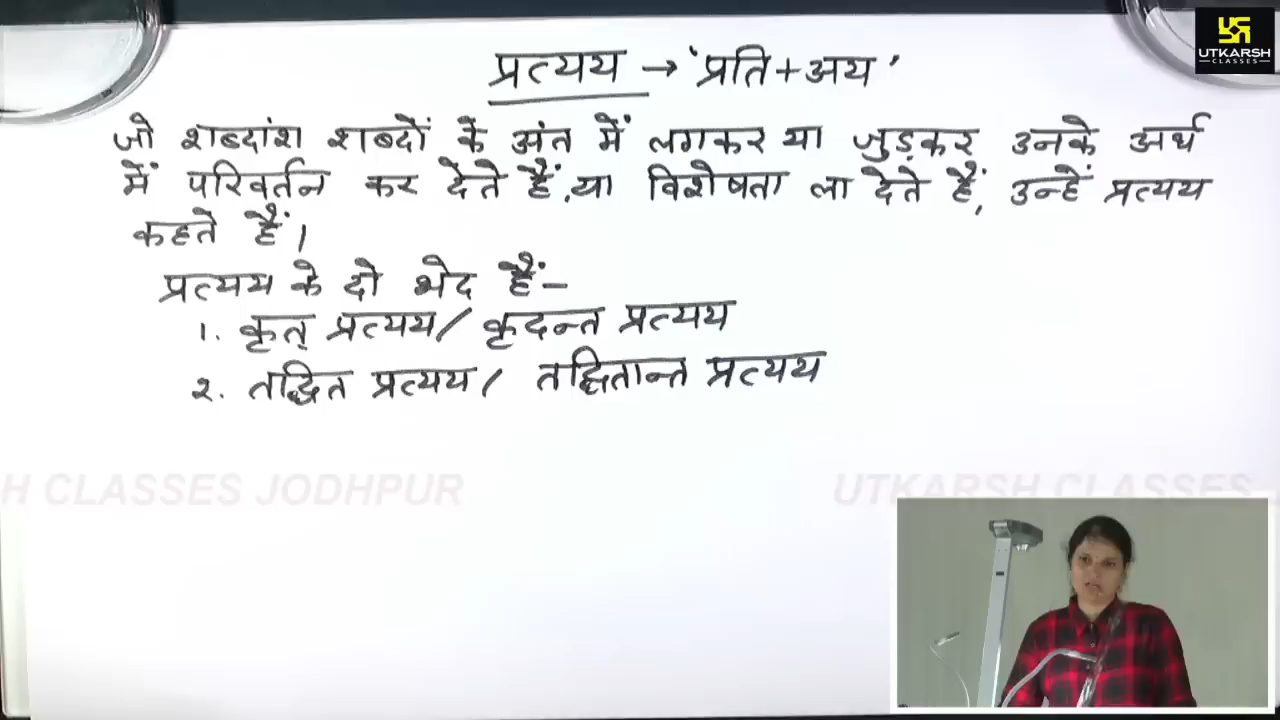 UTKARSH
CLASSES
प्रत्यय → 'प्रति + अय'
जो शब्दांश शब्दों के अंत में लगकर या जुड़कर उनके अर्थ
में परिवर्तन कर देते हैं, या विशेषता ला देते हैं, उन्हें प्रत्यय
कहते हैं।
प्रत्यय के दो भेद हैं-
1. कृत् प्रत्यय/ कृदन्त प्रत्यय
२. तद्धित प्रत्यय/ तद्धितान्त प्रत्यय
H CLASSES JODHPUR
UTKARSH CLASSES